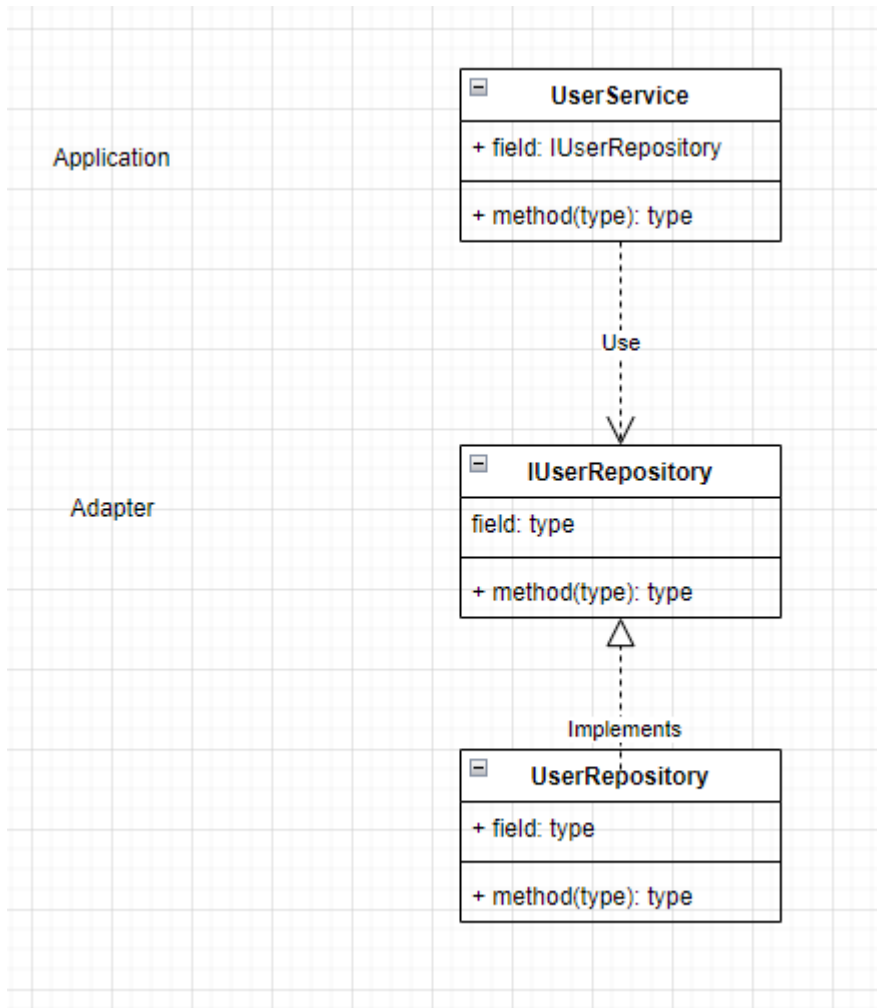 UserService
+ field: IUserRepository
Application
+ method(type): type
Use
IUserRepository
Adapter
field: type
+ method(type): type
Implements
UserRepository
+ field: type
+ method(type): type